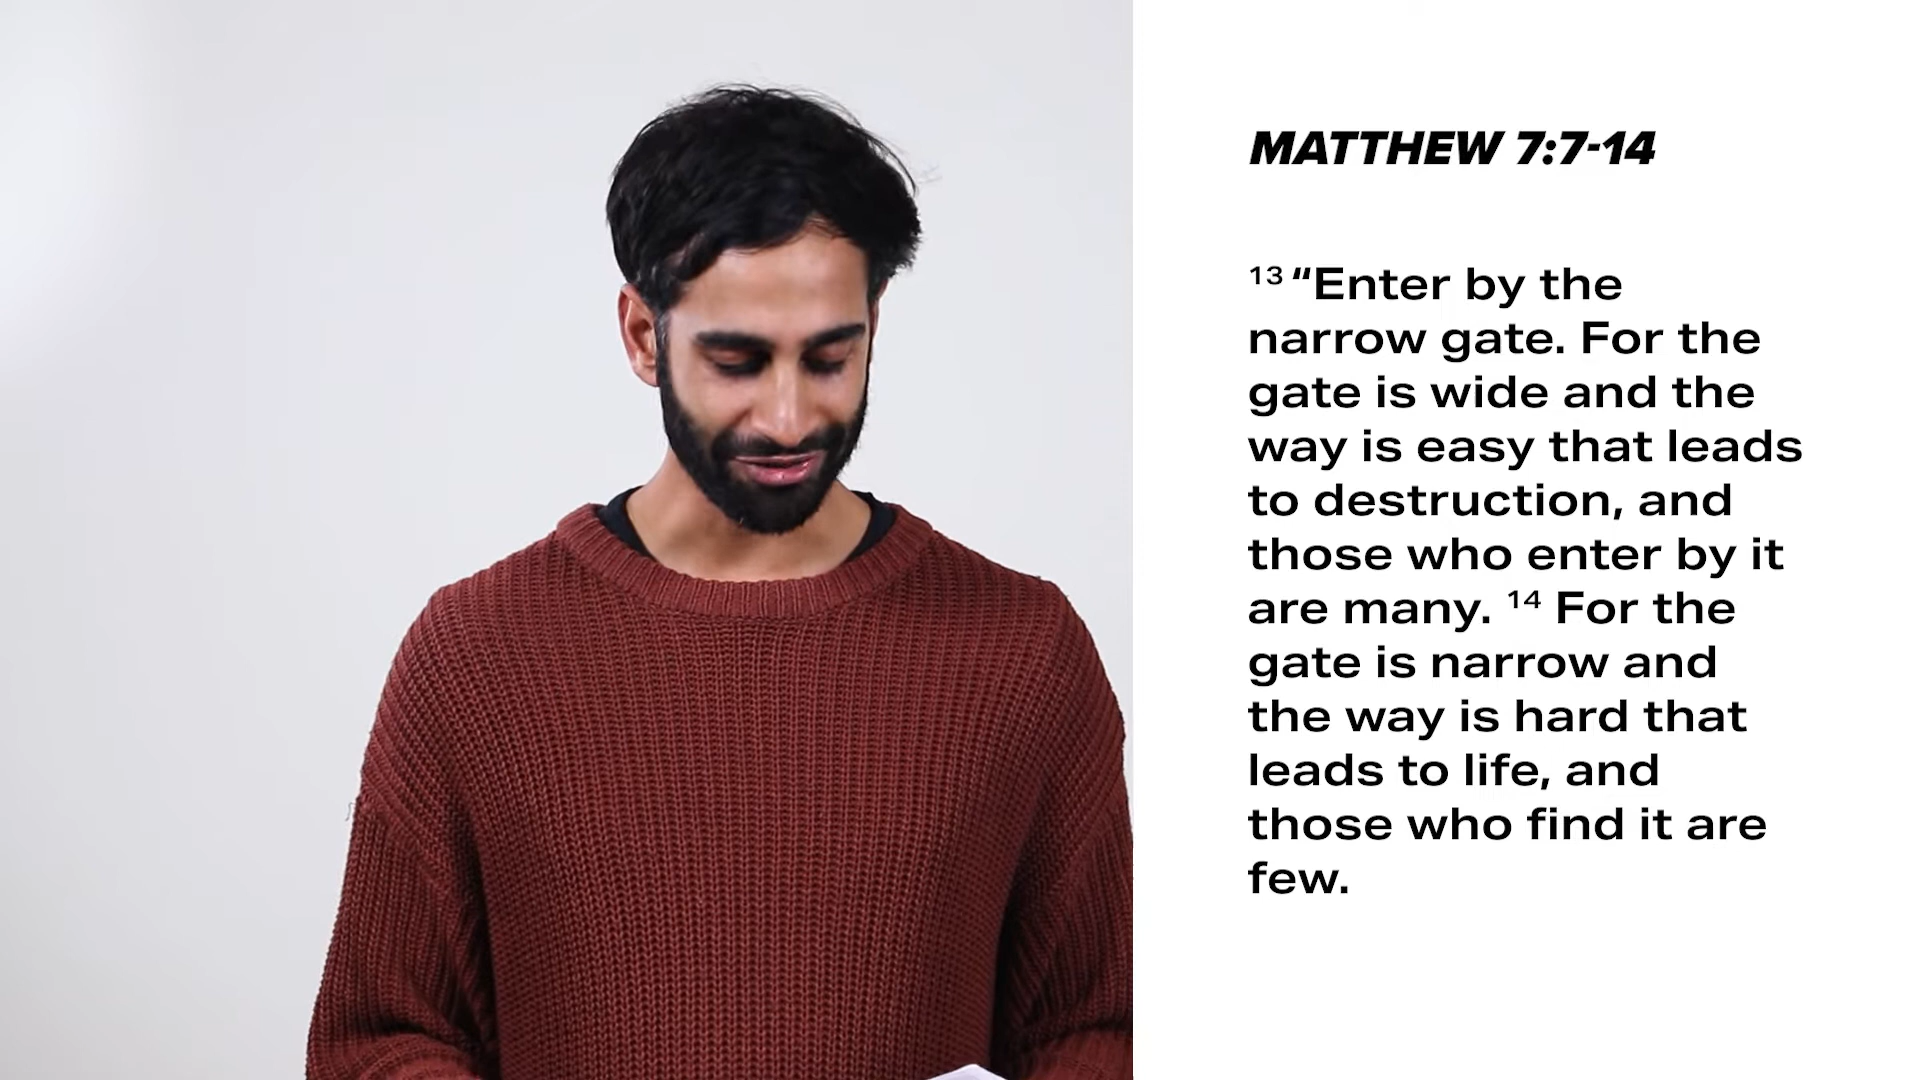 MATTHEW 7:7-14
13 “Enter by the
narrow gate. For the
gate is wide and the
way is easy that leads
to destruction, and
those who enter by it
are many. 14 For the
gate is narrow and
the way is hard that
leads to life, and
those who find it are
few.